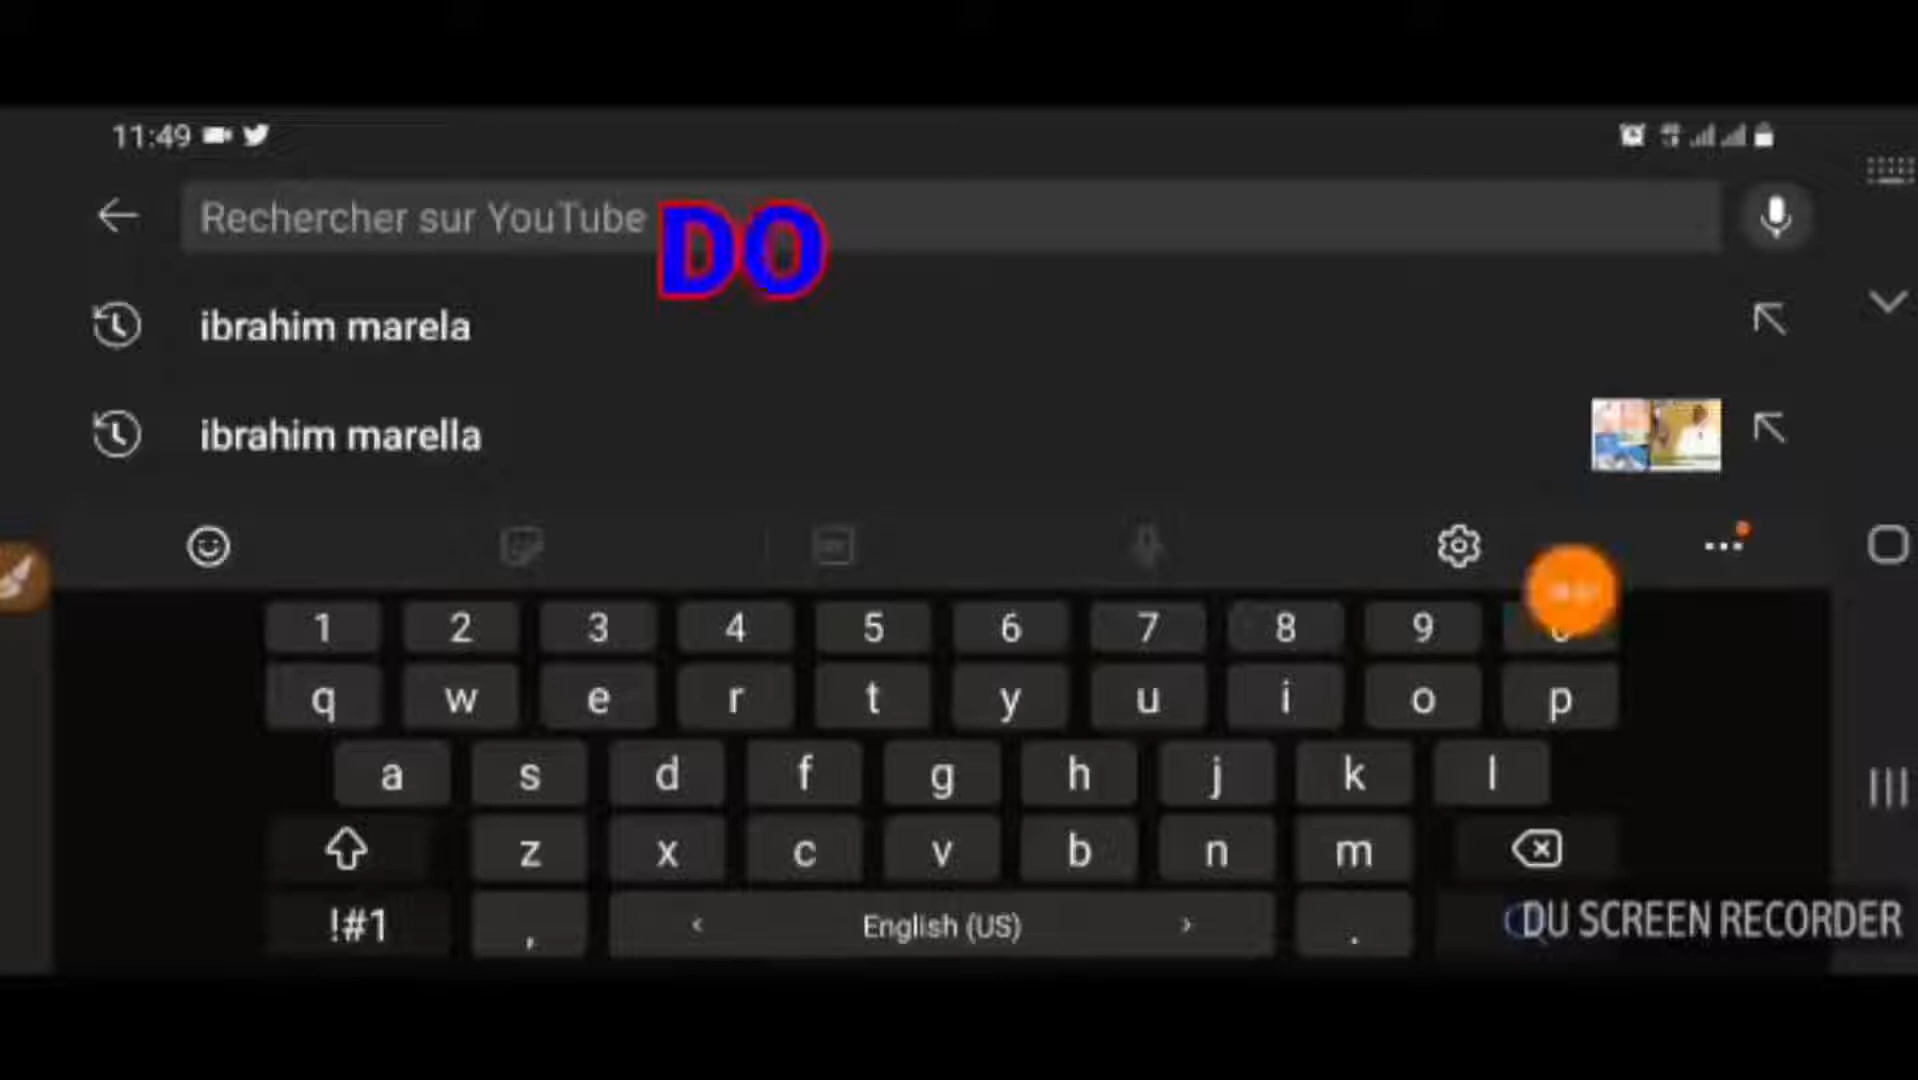 11:49
Rechercher sur YouTube
DO
ibrahim marela
ibrahim marella
1 2 3 4 5 6 7 8 9
q w e r t y u i o p
a s d f g h j k l
z x c v b n m
!#1 , < English (US) > .
DU SCREEN RECORDER